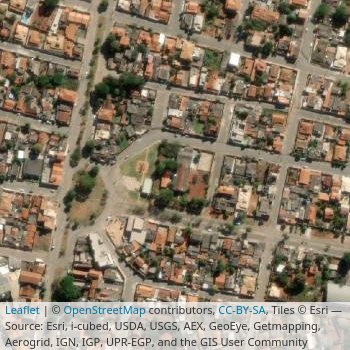 Leaflet | © OpenStreetMap contributors, CC-BY-SA, Tiles © Esri —
Source: Esri, i-cubed, USDA, USGS, AEX, GeoEye, Getmapping,
Aerogrid, IGN, IGP, UPR-EGP, and the GIS User Community